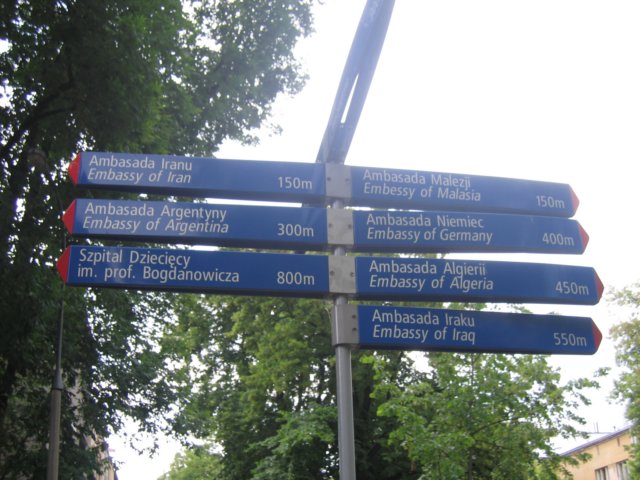 Ambasada Iranu
Embassy of Iran
150m
Ambasada Argentyny
Embassy of Argentina
300m
Szpital Dziecięcy
im. prof. Bogdanowicza
800m
Ambasada Malezji
Embessy of Malasia
150m
Ambasada Niemiec
Embassy of Germany
400m
Ambasada Algierii
Embassy of Algeria
450m
Ambasada Iraku
Embassy of Iraq
550m